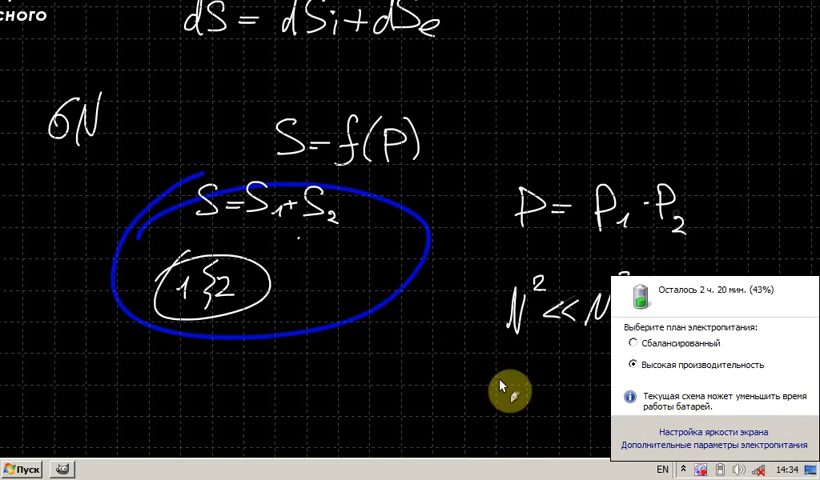 сного
dS = dSi + dSe
6N
S = f(P)
S = S₁ + S₂
P = P₁ · P₂
1 2
N² << N
Осталось 2 ч. 20 мин. (43%)
Выберите план электропитания:
Сбалансированный
Высокая производительность
Текущая схема может уменьшить время
работы батарей.
Настройка яркости экрана
Дополнительные параметры электропитания
Пуск
EN
14:34